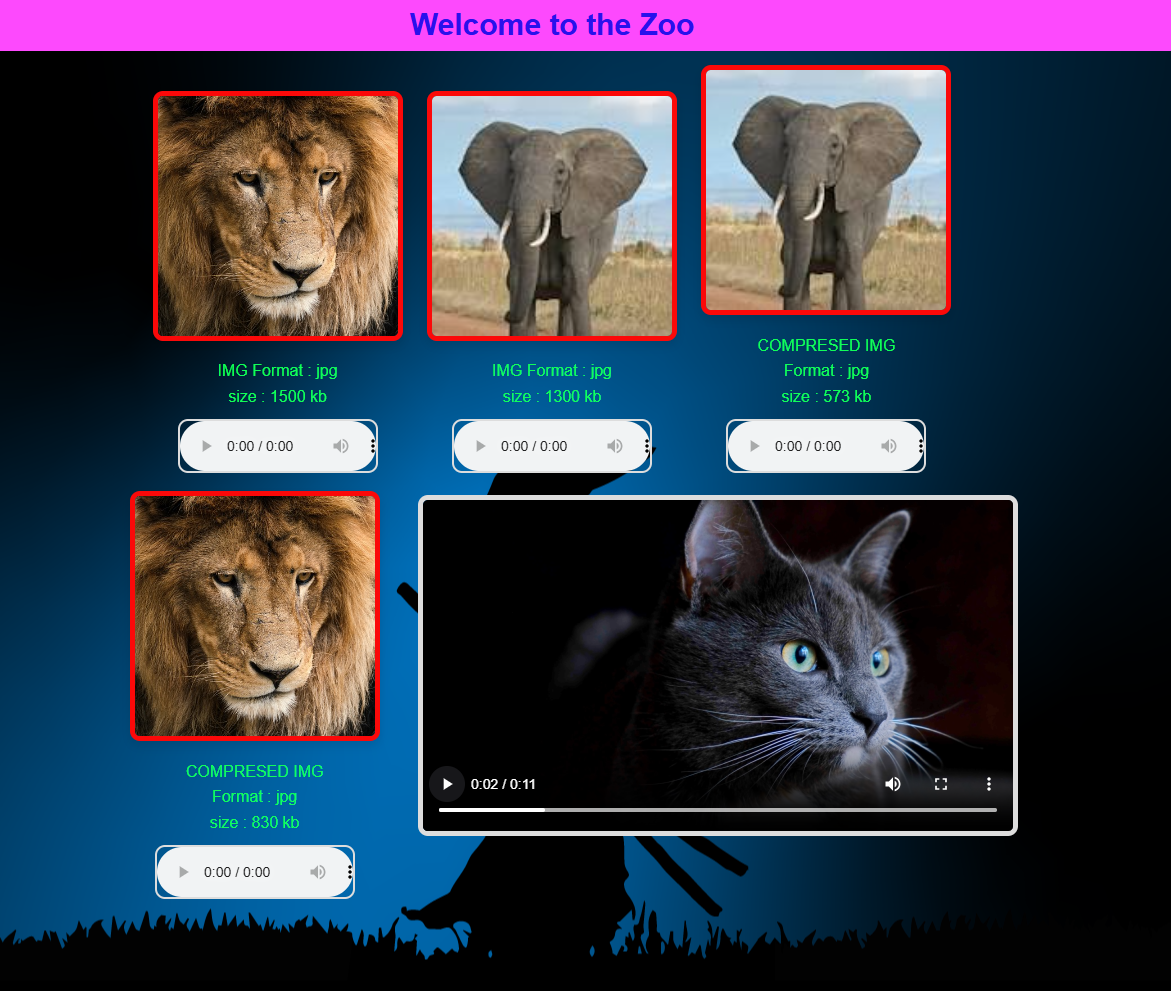 Welcome to the Zoo
IMG Format : jpg
size : 1500 kb
0:00 / 0:00
IMG Format : jpg
size : 1300 kb
0:00 / 0:00
COMPRESED IMG
Format : jpg
size : 573 kb
0:00 / 0:00
COMPRESED IMG
Format : jpg
size : 830 kb
0:00 / 0:00
0:02 / 0:11